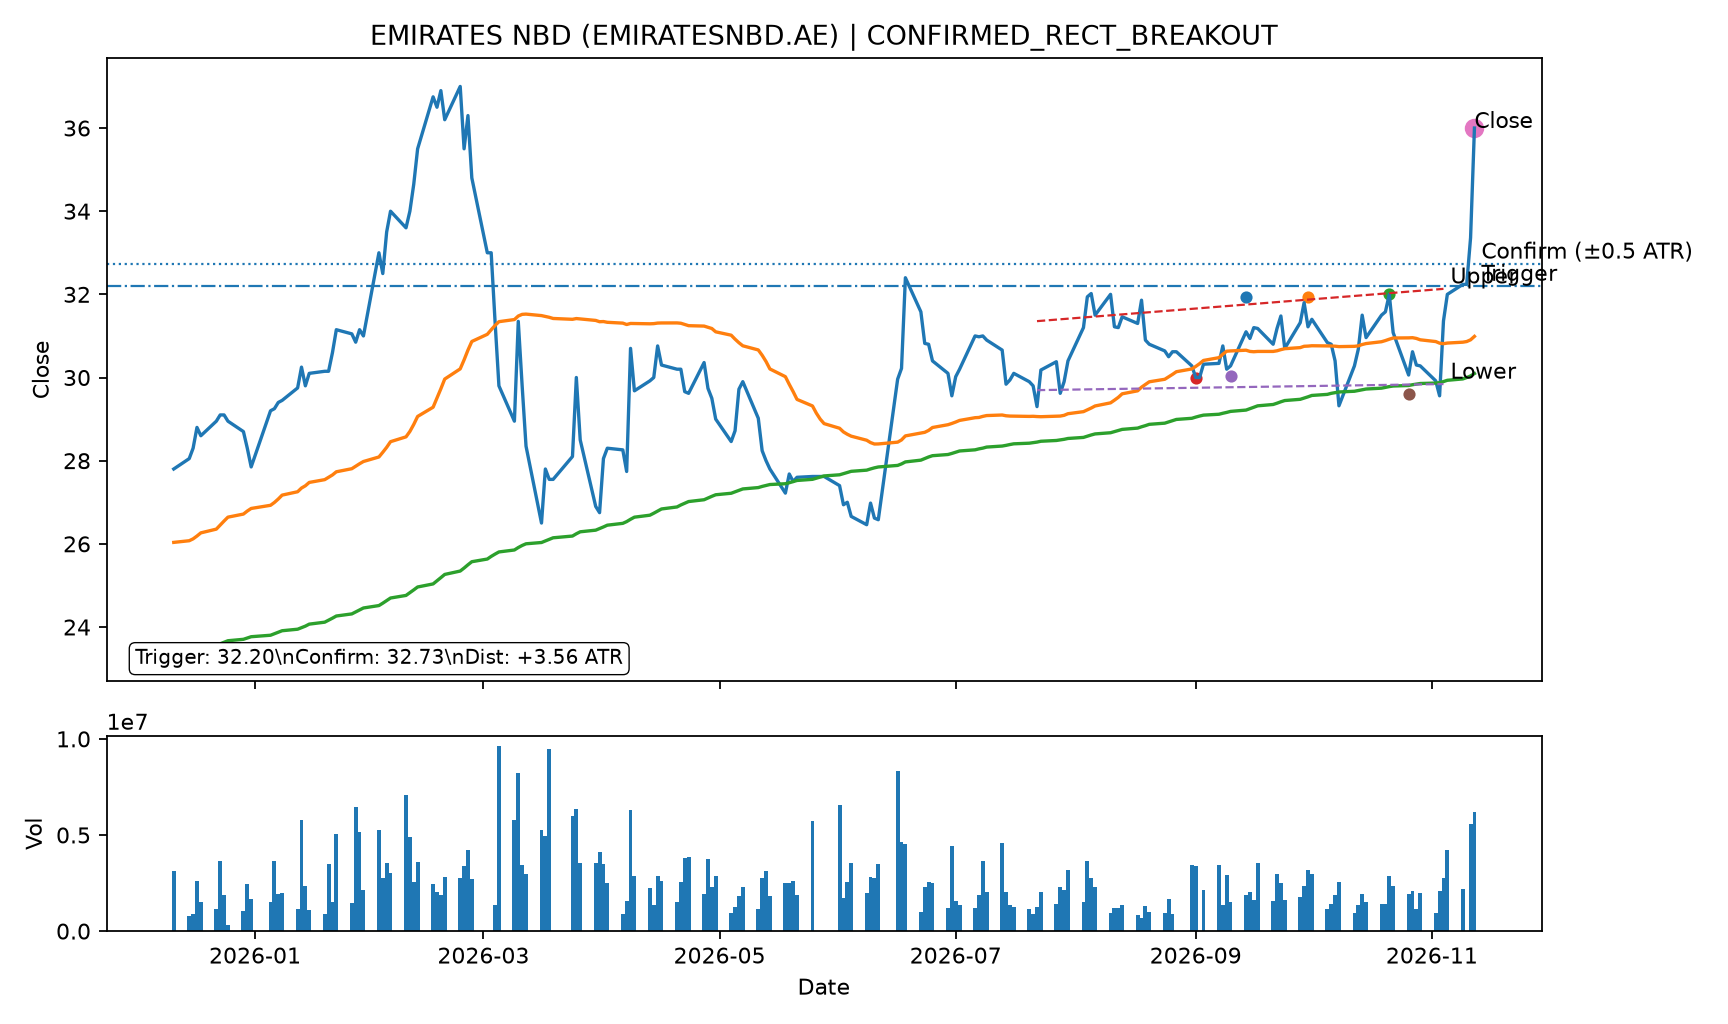 EMIRATES NBD (EMIRATESNBD.AE) | CONFIRMED_RECT_BREAKOUT
Close
36
34
32
30
28
26
24
Close
Confirm (±0.5 ATR)
Trigger
Upper
Lower
Trigger: 32.20\nConfirm: 32.73\nDist: +3.56 ATR
1e7
Vol
1.0
0.5
0.0
2026-01
2026-03
2026-05
2026-07
2026-09
2026-11
Date